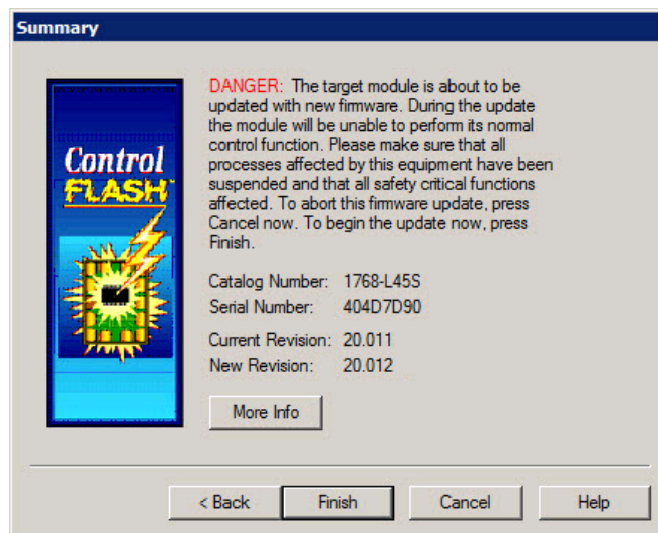 Summary
Control
FLASH™
DANGER: The target module is about to be
updated with new firmware. During the update
the module will be unable to perform its normal
control function. Please make sure that all
processes affected by this equipment have been
suspended and that all safety critical functions
affected. To abort this firmware update, press
Cancel now. To begin the update now, press
Finish.
Catalog Number: 1768-L45S
Serial Number: 404D7D90
Current Revision: 20.011
New Revision: 20.012
More Info
< Back Finish Cancel Help